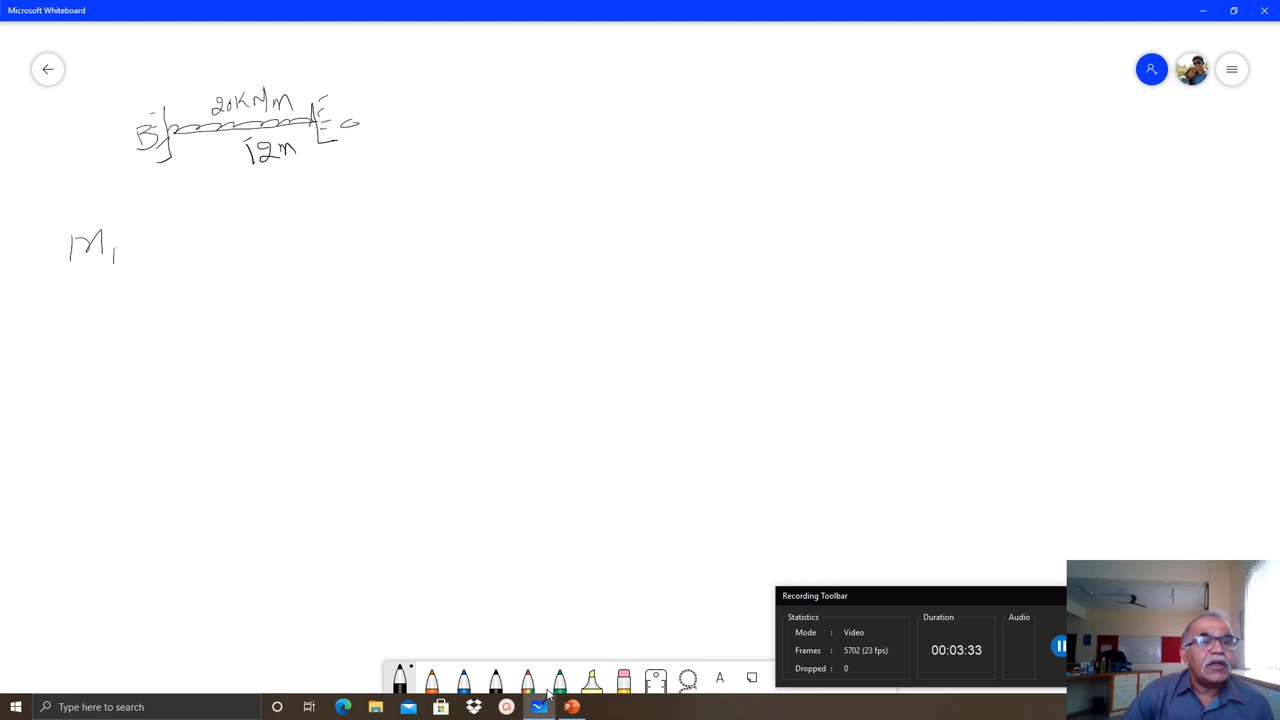 Microsoft Whiteboard
20KN/m
B
C
12m
M
Recording Toolbar
Statistics
Duration
Audio
Mode : Video
Frames : 5702 (23 fps)
00:03:33
Dropped : 0
A
Type here to search